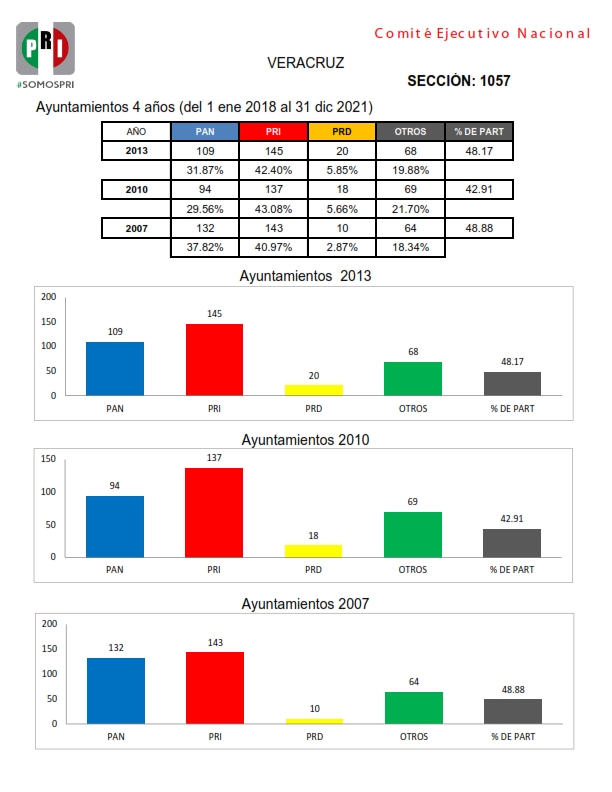 Comité Ejecutivo Nacional
PRI
#SOMOSPRI
VERACRUZ
SECCIÓN: 1057
Ayuntamientos 4 años (del 1 ene 2018 al 31 dic 2021)
AÑO PAN PRI PRD OTROS % DE PART
2013 109 145 20 68 48.17
31.87% 42.40% 5.85% 19.88%
2010 94 137 18 69 42.91
29.56% 43.08% 5.66% 21.70%
2007 132 143 10 64 48.88
37.82% 40.97% 2.87% 18.34%
Ayuntamientos 2013
200
150
100
50
0
109 145 20 68 48.17
PAN PRI PRD OTROS % DE PART
Ayuntamientos 2010
150
100
50
0
94 137 18 69 42.91
PAN PRI PRD OTROS % DE PART
Ayuntamientos 2007
200
150
100
50
0
132 143 10 64 48.88
PAN PRI PRD OTROS % DE PART